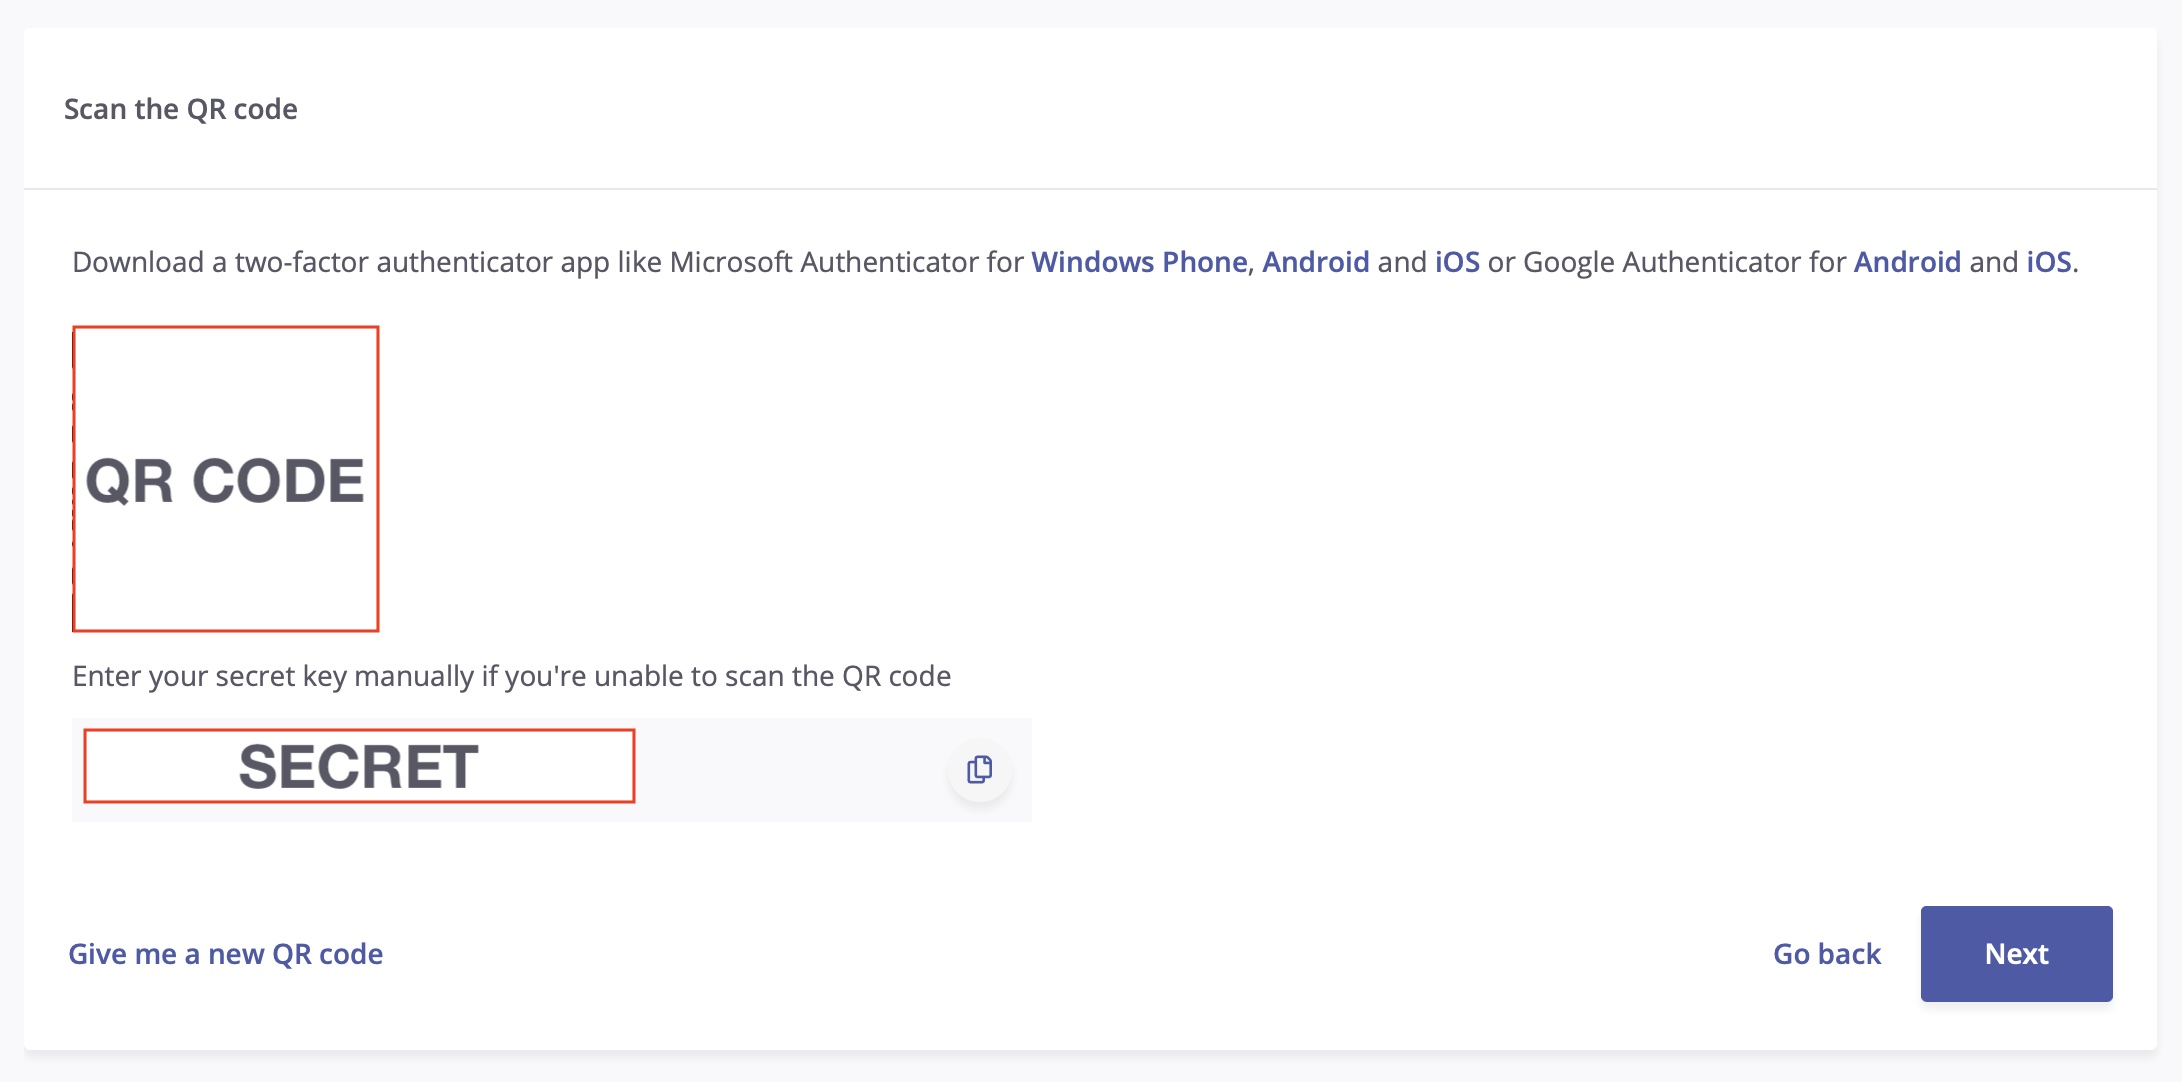 Scan the QR code
Download a two-factor authenticator app like Microsoft Authenticator for Windows Phone, Android and iOS or Google Authenticator for Android and iOS.
QR CODE
Enter your secret key manually if you're unable to scan the QR code
SECRET
Give me a new QR code
Go back
Next